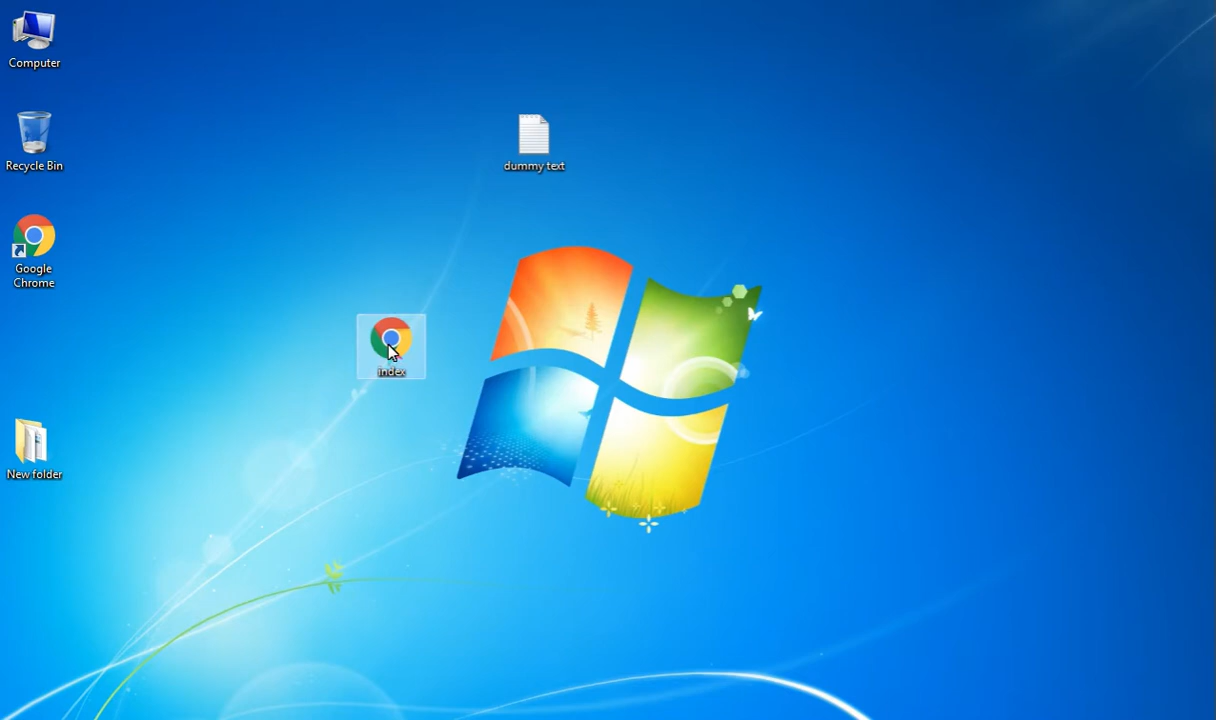 Computer
dummy text
Recycle Bin
Google
Chrome
index
New folder